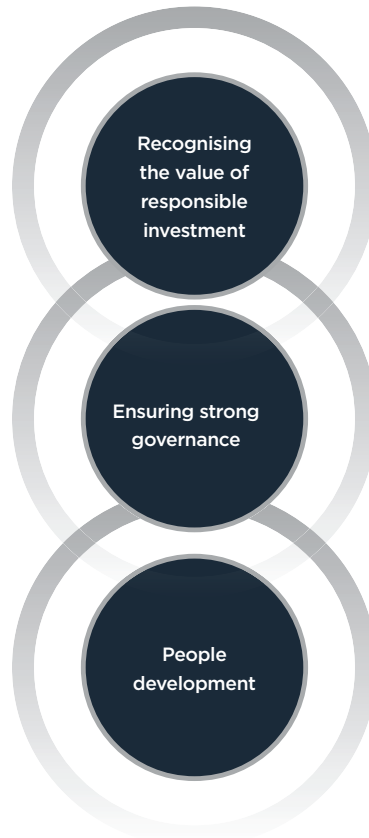 Recognising
the value of
responsible
investment
Ensuring strong
governance
People
development